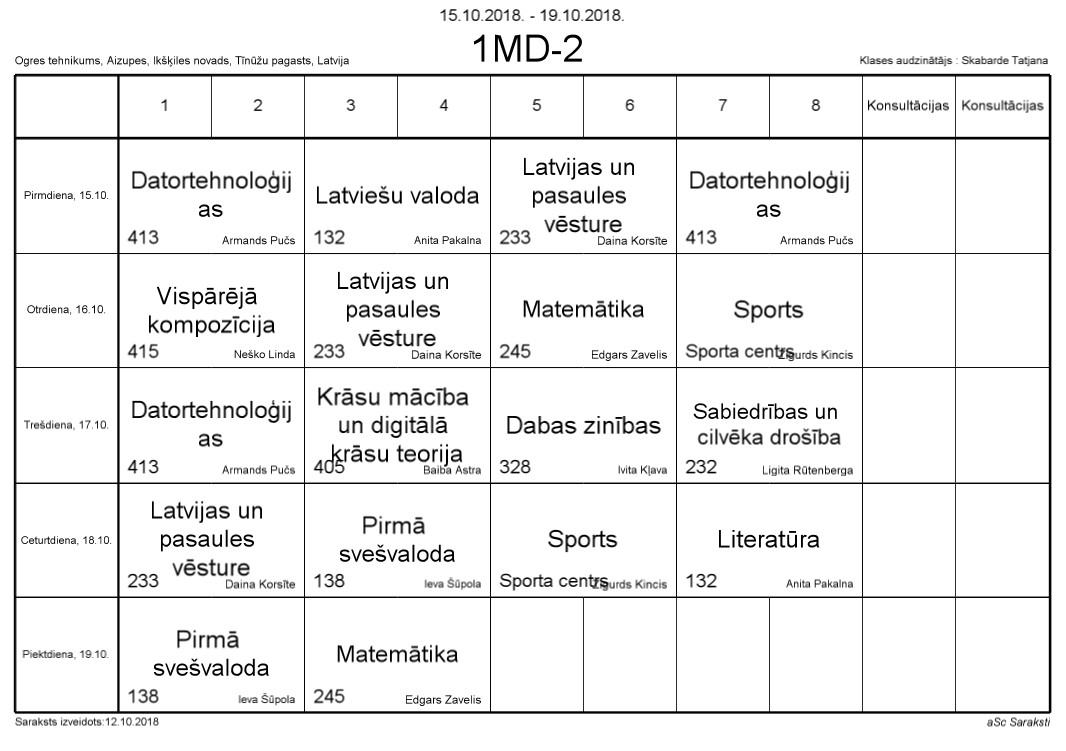 15.10.2018. - 19.10.2018.
1MD-2
Ogres tehnikums, Aizupes, Ikšķiles novads, Tīnūžu pagasts, Latvija
Klases audzinātājs : Skabarde Tatjana
1 2 3 4 5 6 7 8 Konsultācijas Konsultācijas
Pirmdiena, 15.10.
Datortehnoloģij
as
413 Armands Pučs
Latviešu valoda
132 Anita Pakalna
Latvijas un
pasaules
vēsture
233 Daina Korsīte
Datortehnoloģij
as
413 Armands Pučs
Otrdiena, 16.10.
Vispārējā
kompozīcija
415 Neško Linda
Latvijas un
pasaules
vēsture
233 Daina Korsīte
Matemātika
245 Edgars Zavelis
Sports
Sporta centrs Zigurds Kincis
Trešdiena, 17.10.
Datortehnoloģij
as
413 Armands Pučs
Krāsu mācība
un digitālā
krāsu teorija
405 Baiba Astra
Dabas zinības
328 Ivita Kļava
Sabiedrības un
cilvēka drošība
232 Ligita Rūtenberga
Ceturtdiena, 18.10.
Latvijas un
pasaules
vēsture
233 Daina Korsīte
Pirmā
svešvaloda
138 Ieva Šūpola
Sports
Sporta centrs Zigurds Kincis
Literatūra
132 Anita Pakalna
Piektdiena, 19.10.
Pirmā
svešvaloda
138 Ieva Šūpola
Matemātika
245 Edgars Zavelis
Saraksts izveidots:12.10.2018
aSc Saraksti